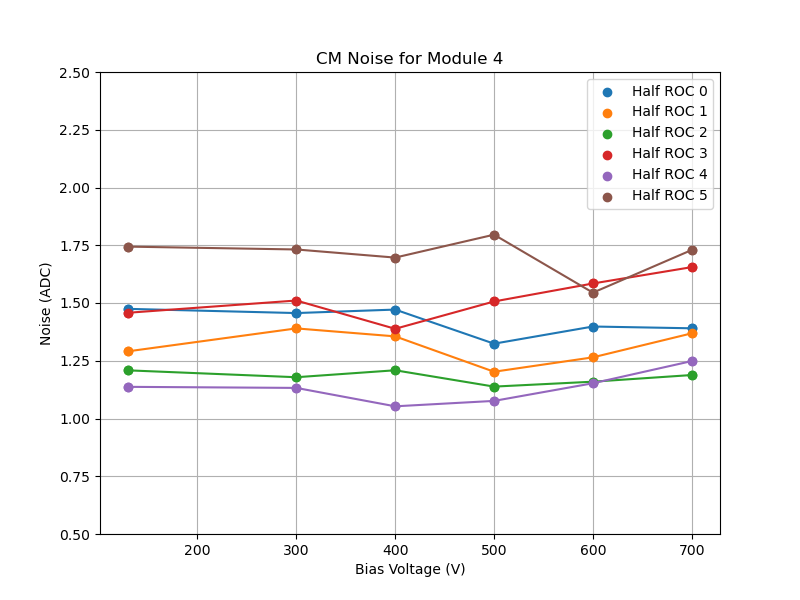 CM Noise for Module 4
2.50
2.25
2.00
1.75
1.50
1.25
1.00
0.75
0.50
Noise (ADC)
200
300
400
500
600
700
Bias Voltage (V)
Half ROC 0
Half ROC 1
Half ROC 2
Half ROC 3
Half ROC 4
Half ROC 5